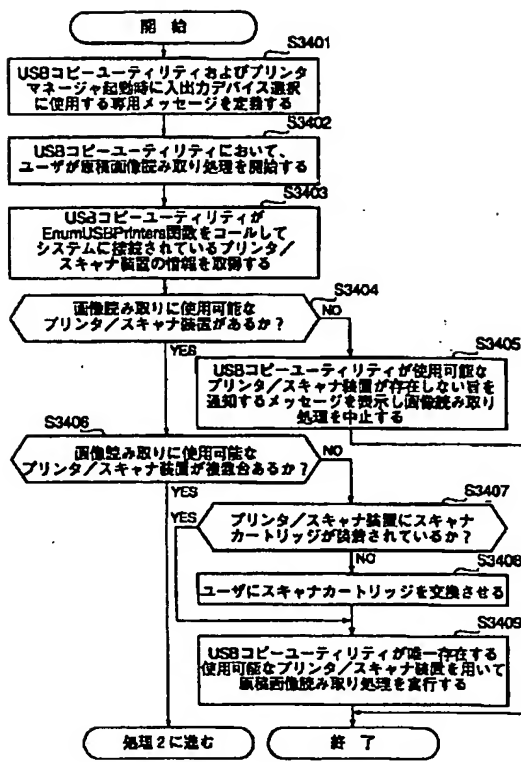 開 始
S3401
USBコピーユーティリティおよびプリンタ
マネージャ起動時に入出力デバイス選択
に使用する専用メッセージを定義する
S3402
USBコピーユーティリティにおいて、
ユーザが原稿画像読み取り処理を開始する
S3403
USBコピーユーティリティが
EnumUSBPrinters関数をコールして
システムに接続されているプリンタ/
スキャナ装置の情報を取得する
S3404
画像読み取りに使用可能な
プリンタ/スキャナ装置があるか?
NO
YES
S3405
USBコピーユーティリティが使用可能な
プリンタ/スキャナ装置が存在しない旨を
通知するメッセージを表示し画像読み取り
処理を中止する
S3406
画像読み取りに使用可能な
プリンタ/スキャナ装置が複数台あるか?
NO
YES
S3407
YES
プリンタ/スキャナ装置にスキャナ
カートリッジが装着されているか?
NO
S3408
ユーザにスキャナカートリッジを交換させる
S3409
USBコピーユーティリティが唯一存在する
使用可能なプリンタ/スキャナ装置を用いて
原稿画像読み取り処理を実行する
処理2に進む
終 了